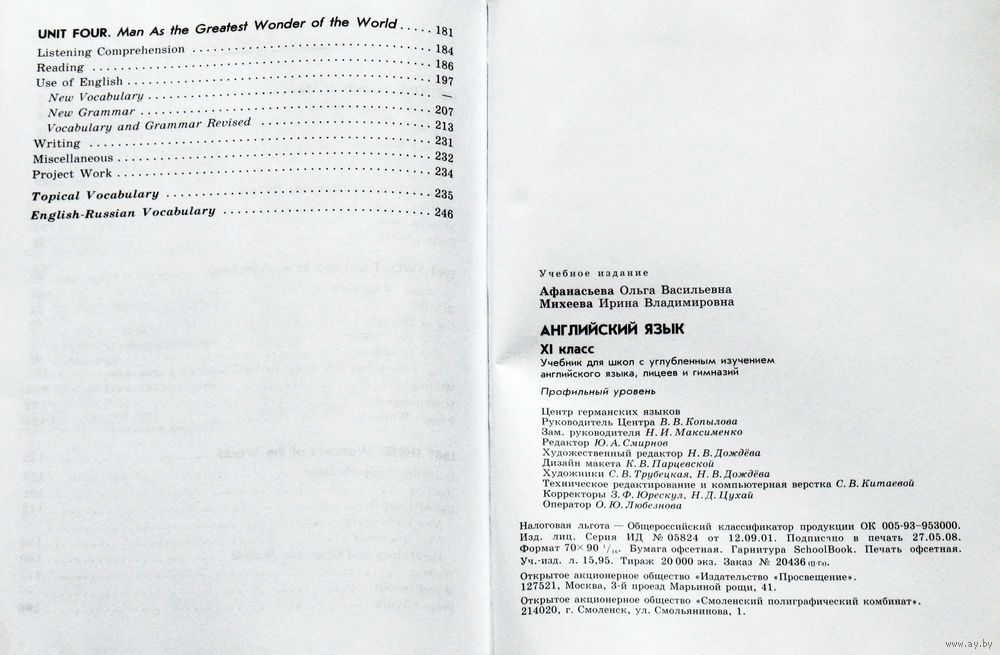 UNIT FOUR. Man As the Greatest Wonder of the World ..... 181
Listening Comprehension ........................ 184
Reading ........................ 186
Use of English ........................ 197
New Vocabulary ........................ —
New Grammar ........................ 207
Vocabulary and Grammar Revised ................. 213
Writing ........................ 231
Miscellaneous ........................ 232
Project Work ........................ 234
Topical Vocabulary ........................ 235
English-Russian Vocabulary ..................... 246
Учебное издание
Афанасьева Ольга Васильевна
Михеева Ирина Владимировна
АНГЛИЙСКИЙ ЯЗЫК
XI класс
Учебник для школ с углубленным изучением
английского языка, лицеев и гимназий
Профильный уровень
Центр германских языков
Руководитель Центра В. В. Копылова
Зам. руководителя Н. И. Максименко
Редактор Ю. А. Смирнов
Художественный редактор Н. В. Дождёва
Дизайн макета К. В. Парцевской
Художники С. В. Трубецкая, Н. В. Дождёва
Техническое редактирование и компьютерная верстка С. В. Китаевой
Корректоры З. Ф. Юрескул, Н. Д. Цухай
Оператор О. Ю. Любезнова
Налоговая льгота — Общероссийский классификатор продукции ОК 005-93–953000.
Изд. лиц. Серия ИД № 05824 от 12.09.01. Подписано в печать 27.05.08.
Формат 70×90 1/16. Бумага офсетная. Гарнитура SchoolBook. Печать офсетная.
Уч.-изд. л. 15,95. Тираж 20 000 экз. Заказ № 20436 (ц-гз).
Открытое акционерное общество «Издательство «Просвещение».
127521, Москва, 3-й проезд Марьиной рощи, 41.
Открытое акционерное общество «Смоленский полиграфический комбинат».
214020, г. Смоленск, ул. Смольянинова, 1.
www.ay.by